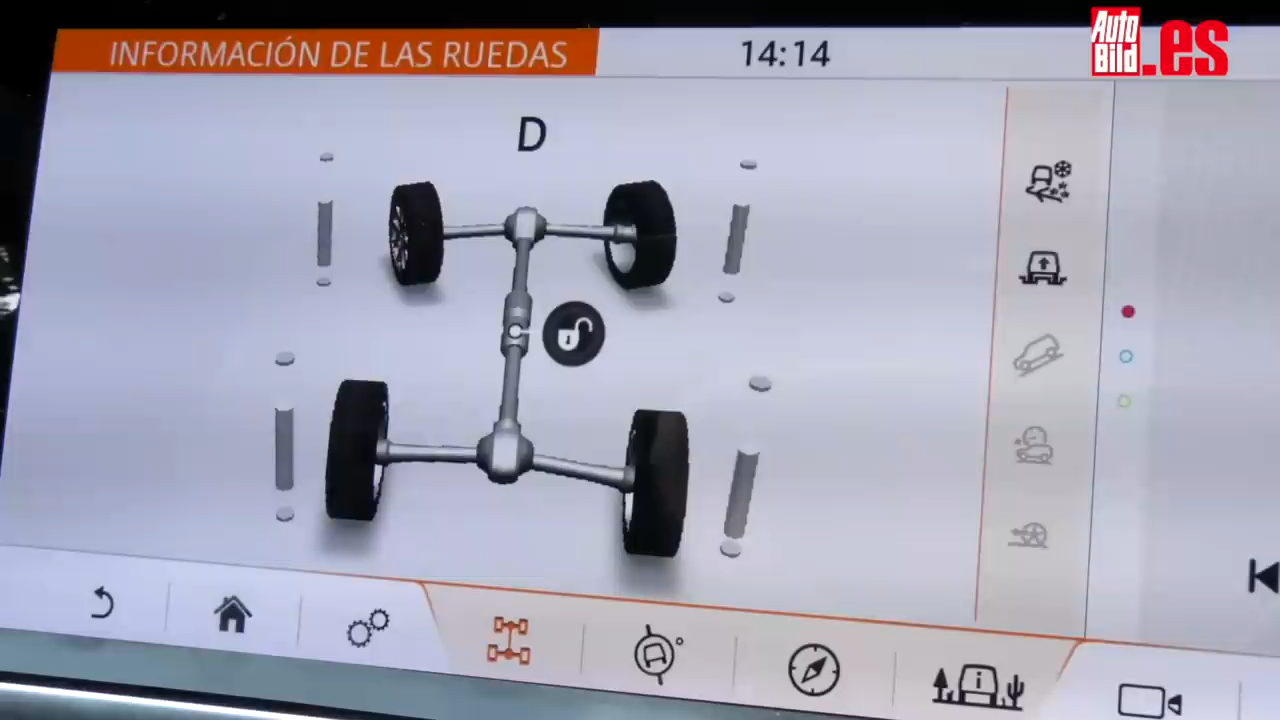 INFORMACIÓN DE LAS RUEDAS
14:14
Auto
Bild
.es
D
i